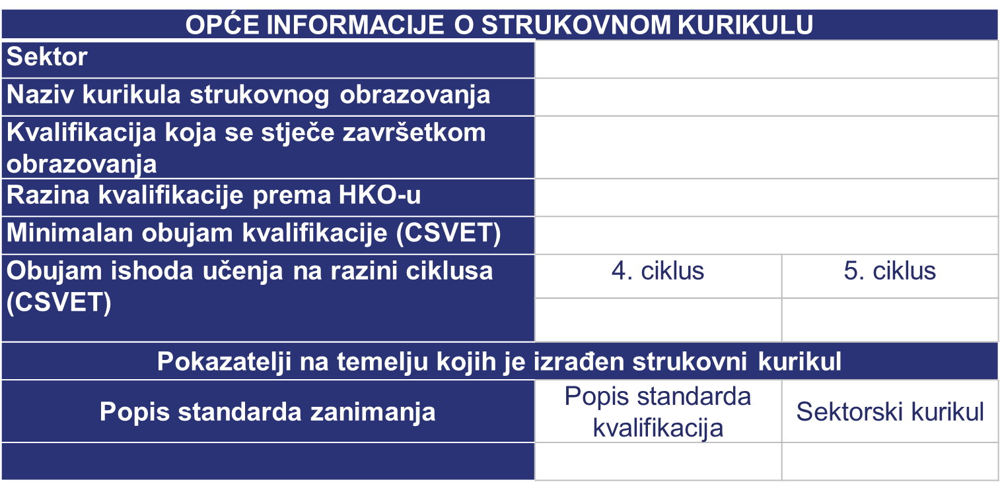 OPĆE INFORMACIJE O STRUKOVNOM KURIKULU
Sektor
Naziv kurikula strukovnog obrazovanja
Kvalifikacija koja se stječe završetkom
obrazovanja
Razina kvalifikacije prema HKO-u
Minimalan obujam kvalifikacije (CSVET)
Obujam ishoda učenja na razini ciklusa
(CSVET)
4. ciklus
5. ciklus
Pokazatelji na temelju kojih je izrađen strukovni kurikul
Popis standarda zanimanja
Popis standarda
kvalifikacija
Sektorski kurikul